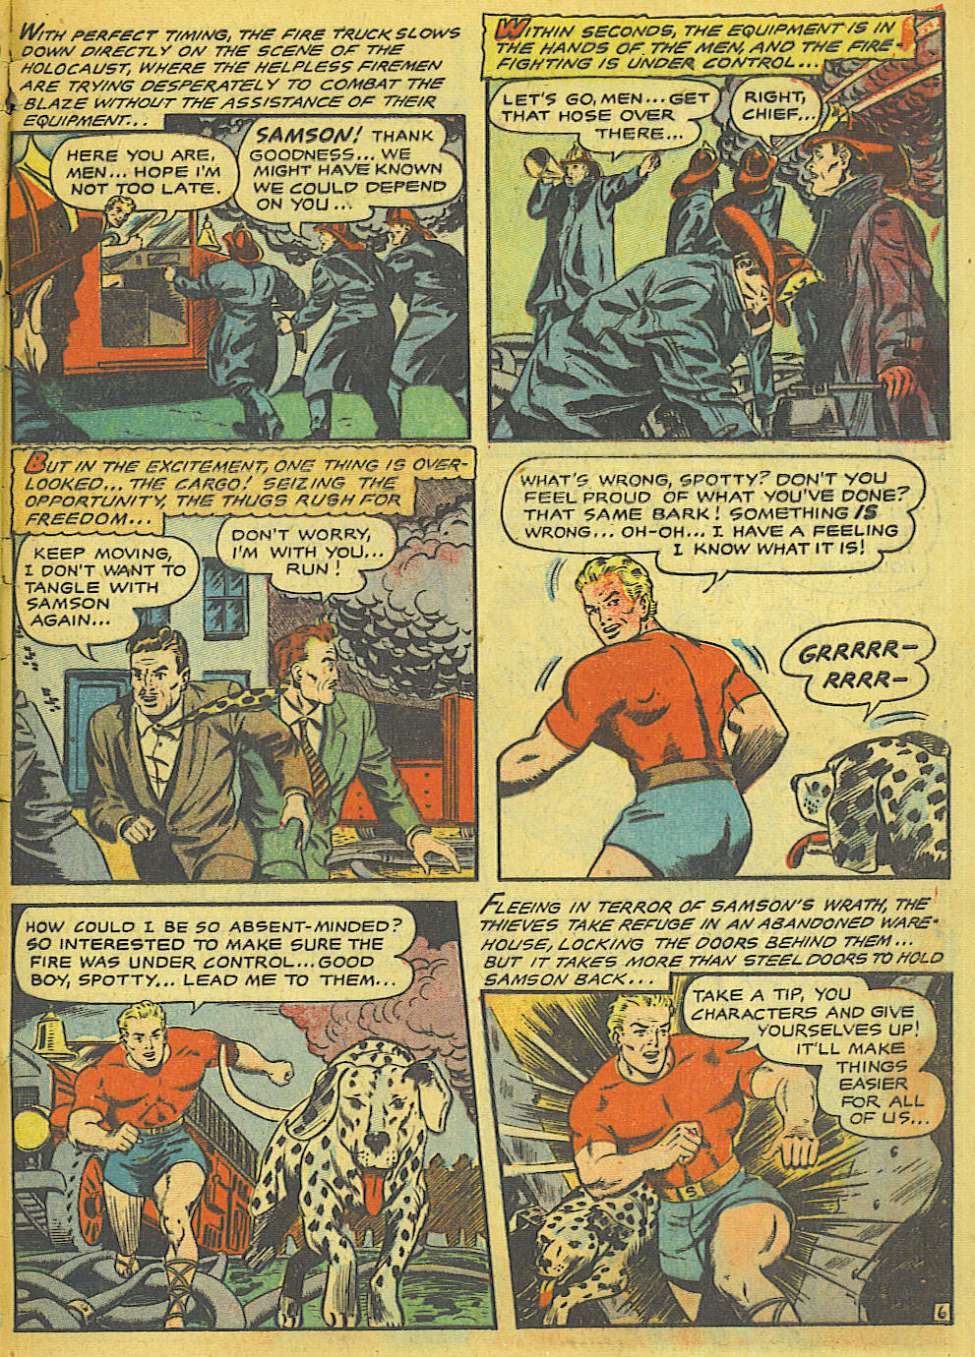 WITH PERFECT TIMING, THE FIRE TRUCK SLOWS
DOWN DIRECTLY ON THE SCENE OF THE
HOLOCAUST, WHERE THE HELPLESS FIREMEN
ARE TRYING DESPERATELY TO COMBAT THE
BLAZE WITHOUT THE ASSISTANCE OF THEIR
EQUIPMENT...
HERE YOU ARE,
MEN... HOPE I'M
NOT TOO LATE.
SAMSON! THANK
GOODNESS... WE
MIGHT HAVE KNOWN
WE COULD DEPEND
ON YOU...
WITHIN SECONDS, THE EQUIPMENT IS IN
THE HANDS OF THE MEN, AND THE FIRE-
FIGHTING IS UNDER CONTROL...
LET'S GO, MEN... GET
THAT HOSE OVER
THERE...
RIGHT,
CHIEF...
BUT IN THE EXCITEMENT, ONE THING IS OVER-
LOOKED... THE CARGO! SEIZING THE
OPPORTUNITY, THE THUGS RUSH FOR
FREEDOM...
KEEP MOVING,
I DON'T WANT TO
TANGLE WITH
SAMSON
AGAIN...
DON'T WORRY,
I'M WITH YOU...
RUN!
WHAT'S WRONG, SPOTTY? DON'T YOU
FEEL PROUD OF WHAT YOU'VE DONE?
THAT SAME BARK! SOMETHING IS
WRONG... OH-OH... I HAVE A FEELING
I KNOW WHAT IT IS!
GRRRRR-
RRRR-
HOW COULD I BE SO ABSENT-MINDED?
SO INTERESTED TO MAKE SURE THE
FIRE WAS UNDER CONTROL... GOOD
BOY, SPOTTY... LEAD ME TO THEM...
FLEEING IN TERROR OF SAMSON'S WRATH, THE
THIEVES TAKE REFUGE IN AN ABANDONED WARE-
HOUSE, LOCKING THE DOORS BEHIND THEM...
BUT IT TAKES MORE THAN STEEL DOORS TO HOLD
SAMSON BACK...
TAKE A TIP, YOU
CHARACTERS AND GIVE
YOURSELVES UP!
IT'LL MAKE
THINGS
EASIER
FOR ALL
OF US...
S
6